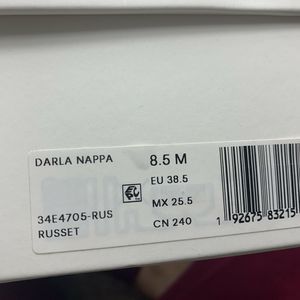 DARLA NAPPA
8.5 M
EU 38.5
MX 25.5
34E4705-RUS
RUSSET
CN 240
1 92675 83215